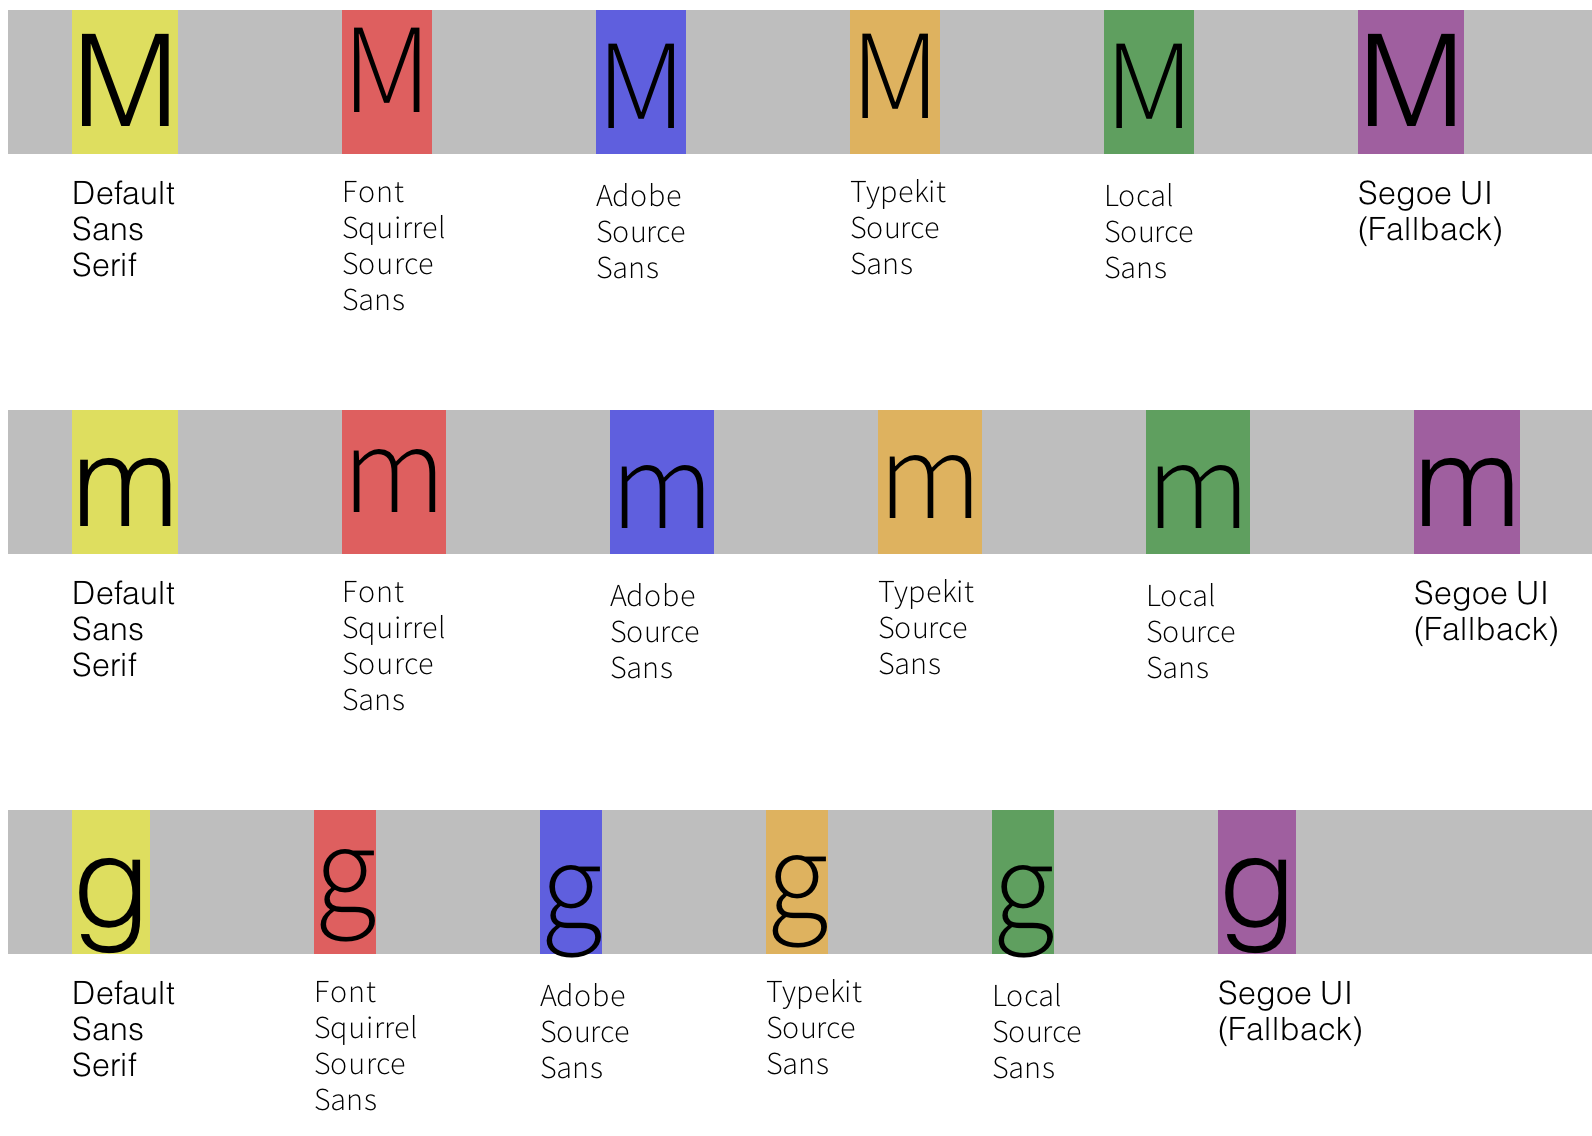 M M M M M M
Default Sans Serif
Font Squirrel Source Sans
Adobe Source Sans
Typekit Source Sans
Local Source Sans
Segoe UI (Fallback)
m m m m m m
Default Sans Serif
Font Squirrel Source Sans
Adobe Source Sans
Typekit Source Sans
Local Source Sans
Segoe UI (Fallback)
g g g g g g
Default Sans Serif
Font Squirrel Source Sans
Adobe Source Sans
Typekit Source Sans
Local Source Sans
Segoe UI (Fallback)